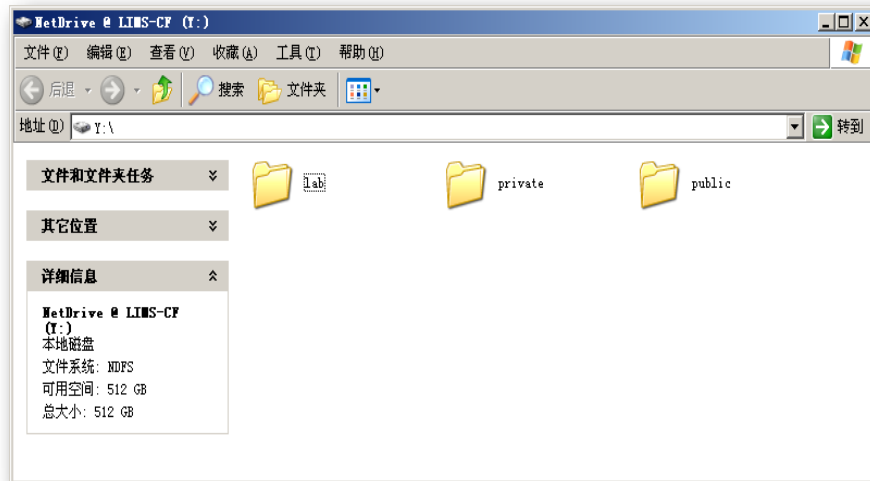 NetDrive @ LIMS-CF (Y:)
文件(F) 编辑(E) 查看(V) 收藏(A) 工具(T) 帮助(H)
后退 搜索 文件夹
地址(D) Y:\ 转到
文件和文件夹任务
其它位置
详细信息
NetDrive @ LIMS-CF
(Y:)
本地磁盘
文件系统: NDFS
可用空间: 512 GB
总大小: 512 GB
lab
private
public